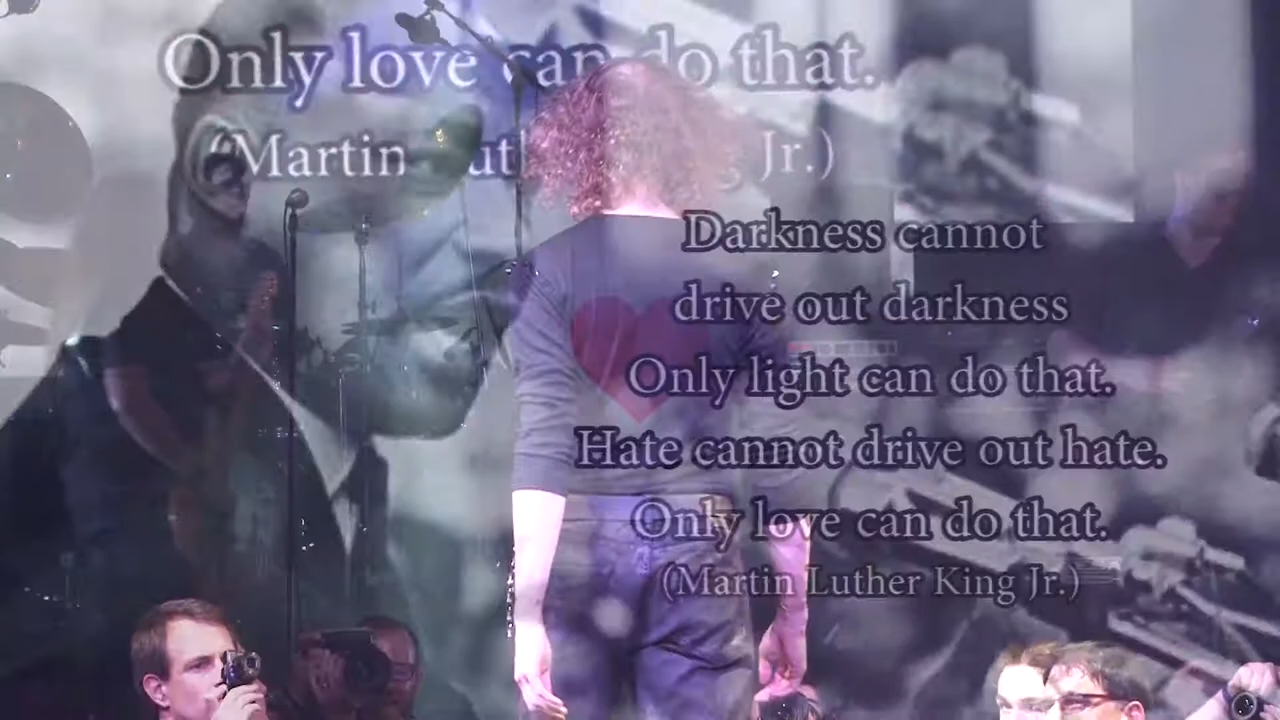 Only love can do that.
(Martin Jr.)
Darkness cannot
drive out darkness
Only light can do that.
Hate cannot drive out hate.
Only love can do that.
(Martin Luther King Jr.)